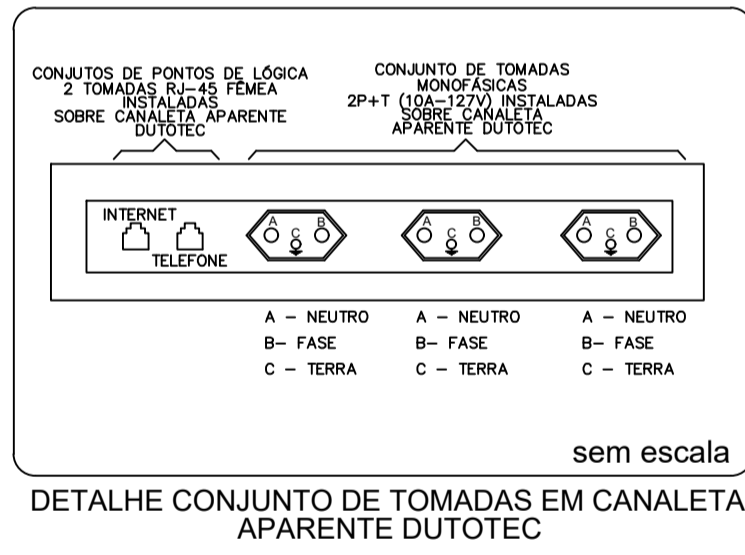 CONJUTOS DE PONTOS DE LÓGICA
2 TOMADAS RJ-45 FÊMEA
INSTALADAS
SOBRE CANALETA APARENTE
DUTOTEC
CONJUNTO DE TOMADAS
MONOFÁSICAS
2P+T (10A-127V) INSTALADAS
SOBRE CANALETA
APARENTE DUTOTEC
INTERNET
TELEFONE
A B
C
A B
C
A B
C
A - NEUTRO
B- FASE
C - TERRA
A - NEUTRO
B- FASE
C - TERRA
A - NEUTRO
B- FASE
C - TERRA
sem escala
DETALHE CONJUNTO DE TOMADAS EM CANALETA
APARENTE DUTOTEC